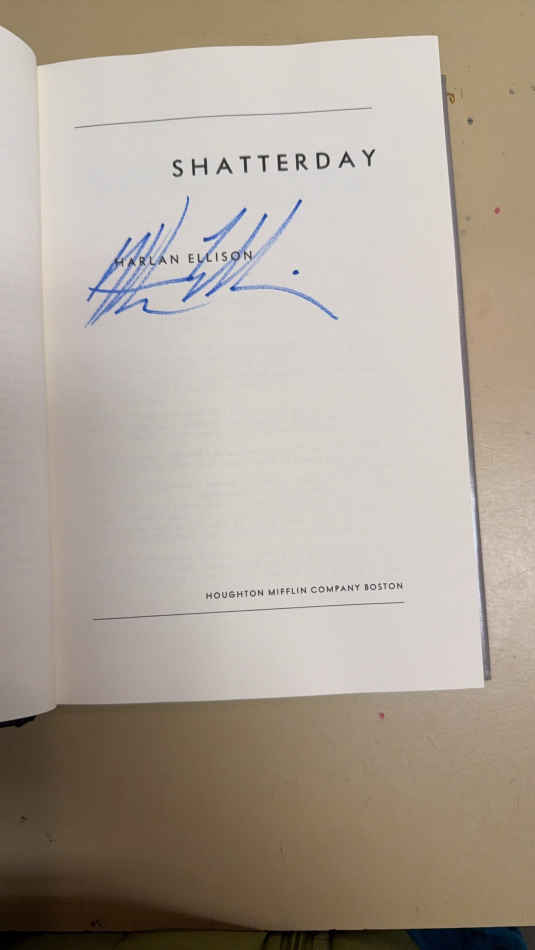 SHATTERDAY
HARLAN ELLISON
HOUGHTON MIFFLIN COMPANY BOSTON